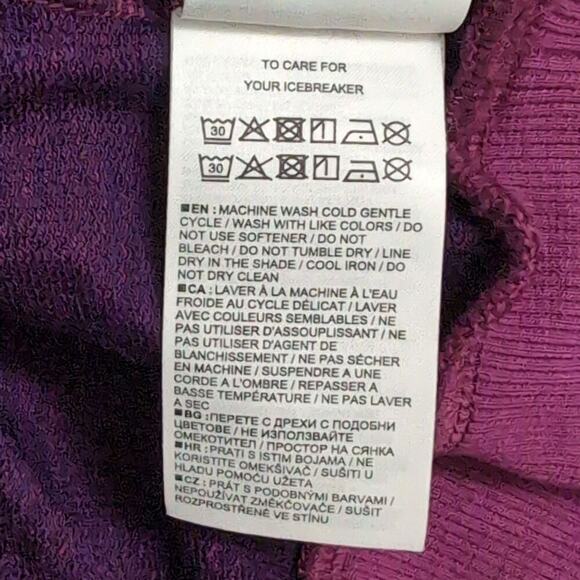 TO CARE FOR
YOUR ICEBREAKER
30
30
EN : MACHINE WASH COLD GENTLE
CYCLE / WASH WITH LIKE COLORS / DO
NOT USE SOFTENER / DO NOT
BLEACH / DO NOT TUMBLE DRY / LINE
DRY IN THE SHADE / COOL IRON / DO
NOT DRY CLEAN
CA : LAVER À LA MACHINE À L'EAU
FROIDE AU CYCLE DÉLICAT / LAVER
AVEC COULEURS SEMBLABLES / NE
PAS UTILISER D'ASSOUPLISSANT / NE
PAS UTILISER D'AGENT DE
BLANCHISSEMENT / NE PAS SÉCHER
EN MACHINE / SUSPENDRE A UNE
CORDE A L'OMBRE / REPASSER A
BASSE TEMPÉRATURE / NE PAS LAVER
A SEC
BG : ПЕРЕТЕ С ДРЕХИ С ПОДОБНИ
ЦВЕТОВЕ / НЕ ИЗПОЛЗВАЙТЕ
ОМЕКОТИТЕЛ / ПРОСТОР НА СЯНКА
HR : PRATI S ISTIM BOJAMA / NE
KORISTITE OMEKŠIVAČ / SUŠITI U
HLADU POMOĆU UŽETA
CZ : PRÁT S PODOBNÝMI BARVAMI /
NEPOUŽÍVAT ZMĚKČOVAČE / SUŠIT
ROZPROSTŘENÉ VE STÍNU